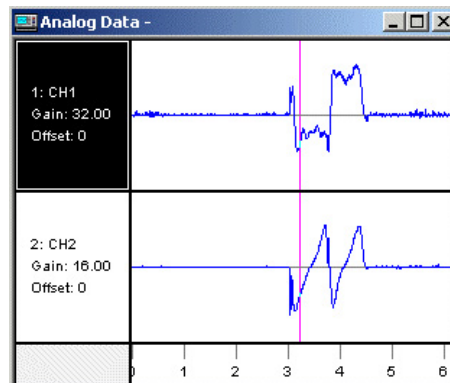 Analog Data -
1: CH1
Gain: 32.00
Offset: 0
2: CH2
Gain: 16.00
Offset: 0
0 1 2 3 4 5 6